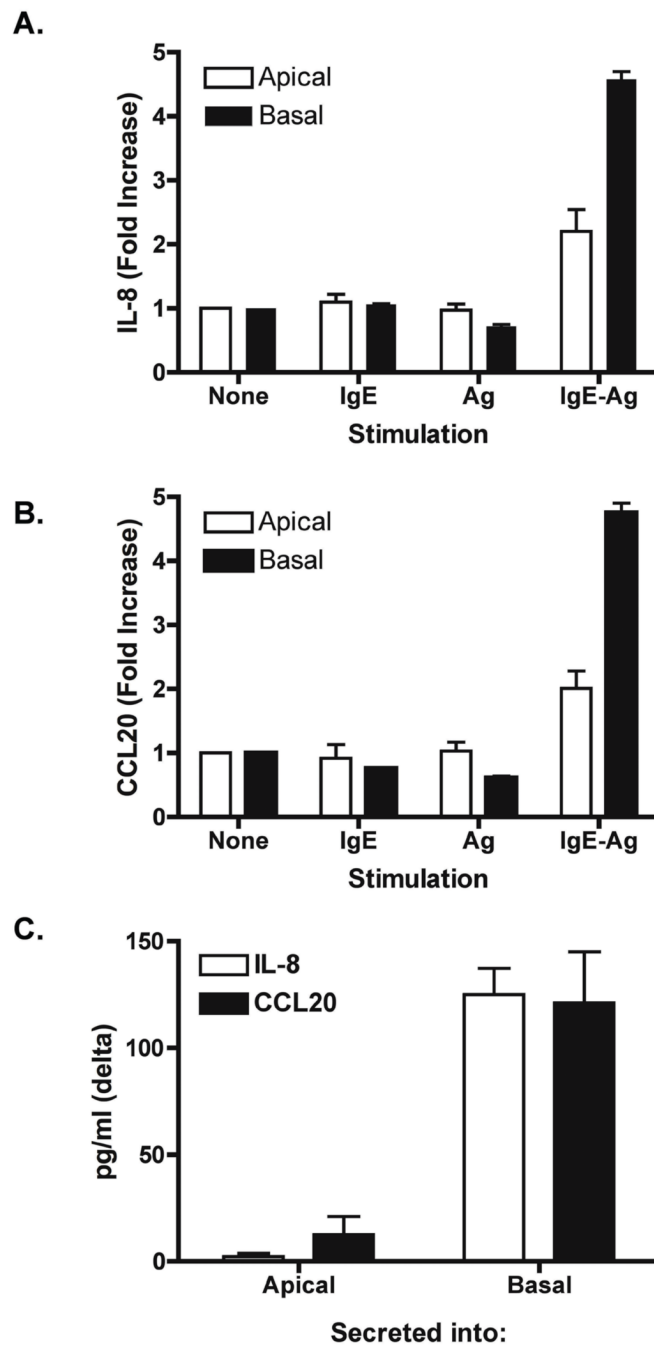 A.
IL-8 (Fold Increase)
5
4
3
2
1
0
Apical
Basal
None IgE Ag IgE-Ag
Stimulation
B.
CCL20 (Fold Increase)
5
4
3
2
1
0
Apical
Basal
None IgE Ag IgE-Ag
Stimulation
C.
pg/ml (delta)
150
100
50
0
IL-8
CCL20
Apical Basal
Secreted into: